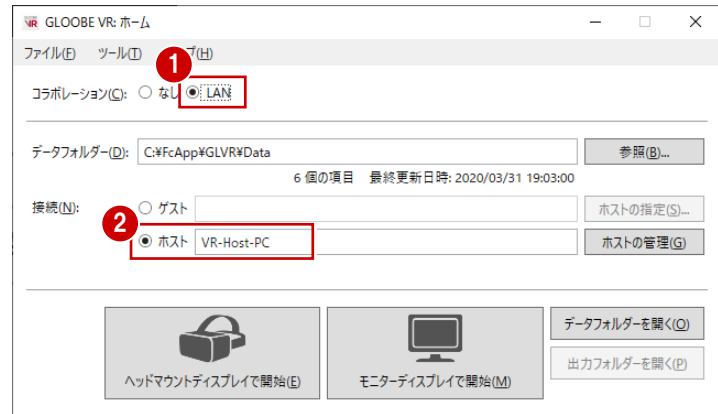 VR GLOOBE VR: ホーム
ファイル(F) ツール(T) プ(H)
1
コラボレーション(C): なし LAN
データフォルダー(D): C:¥FcApp¥GLVR¥Data 参照(B)...
6 個の項目 最終更新日時: 2020/03/31 19:03:00
接続(N): ゲスト ホストの指定(S)...
2
ホスト VR-Host-PC ホストの管理(G)
データフォルダーを開く(O)
出力フォルダーを開く(P)
ヘッドマウントディスプレイで開始(E) モニターディスプレイで開始(M)